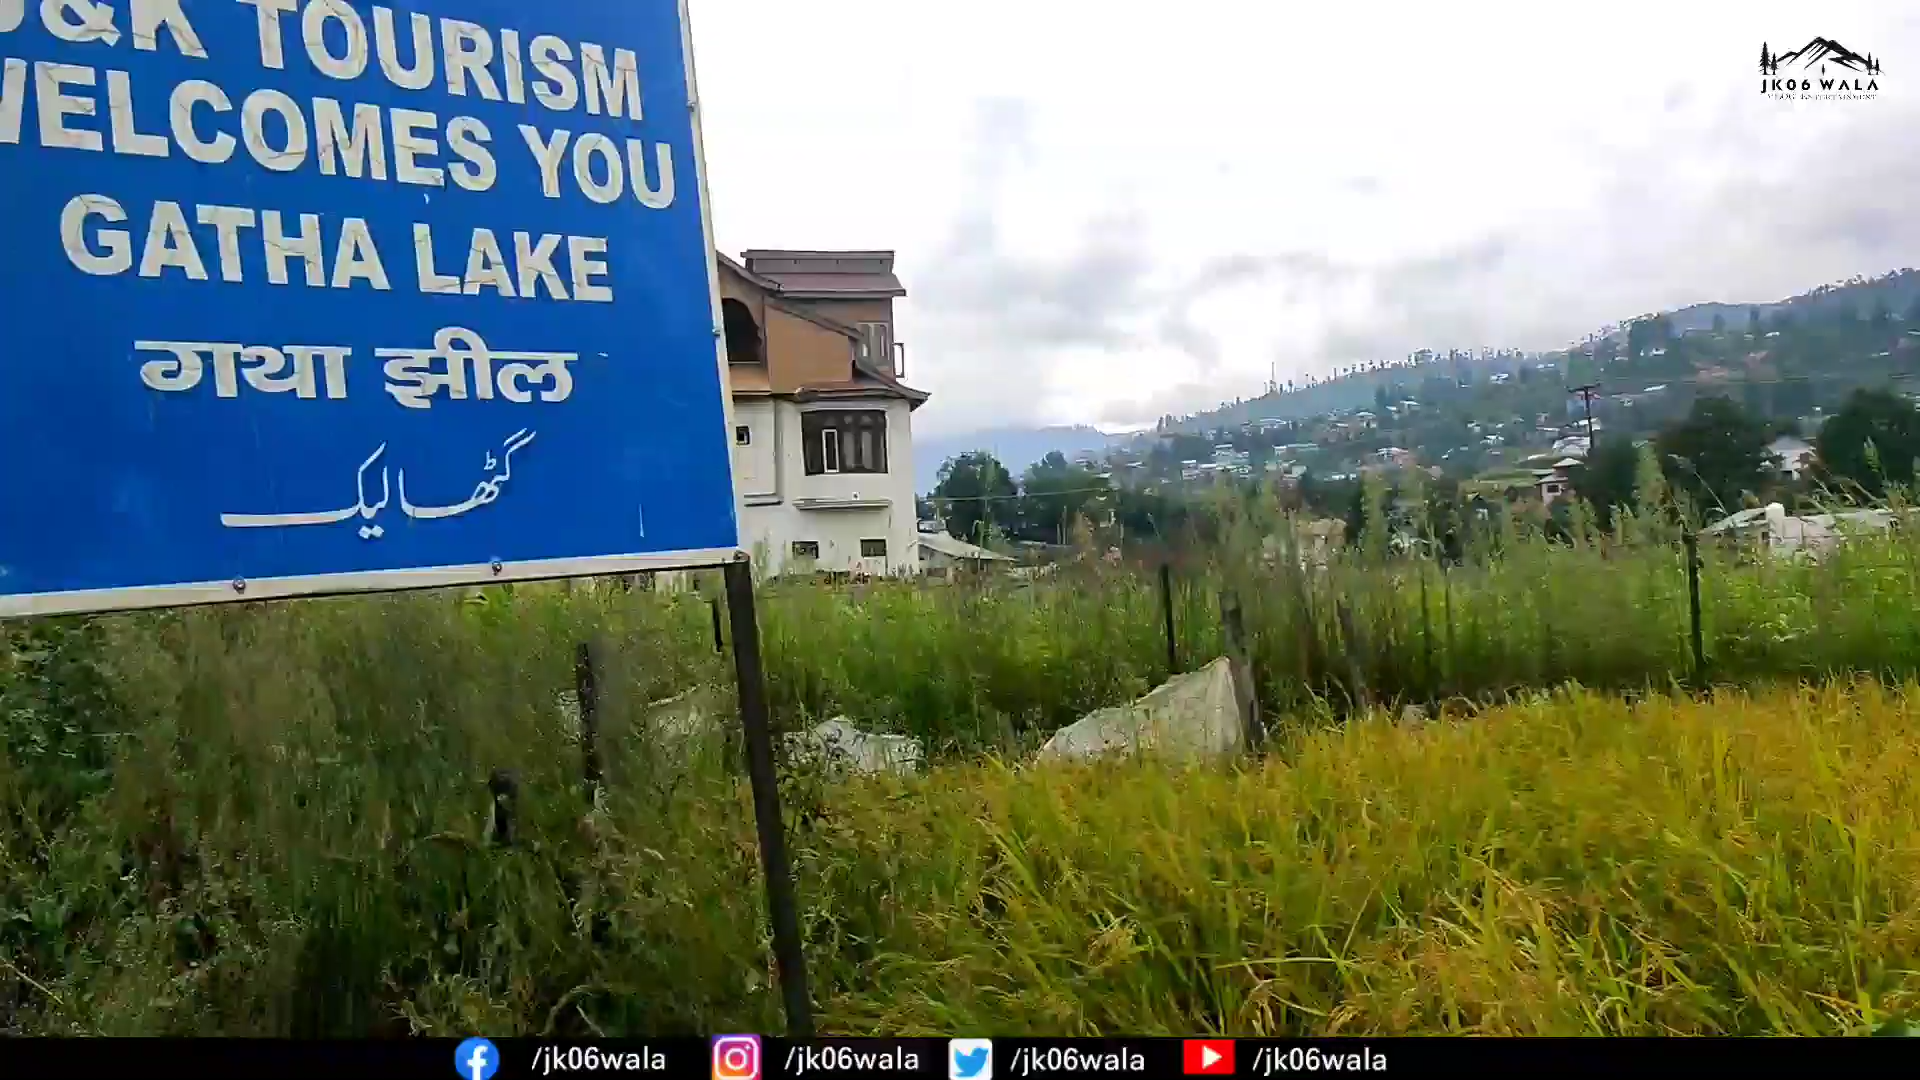 J&K TOURISM
WELCOMES YOU
GATHA LAKE
गथा झील
گٹھا لیک
JK06 WALA
/jk06wala
/jk06wala
/jk06wala
/jk06wala